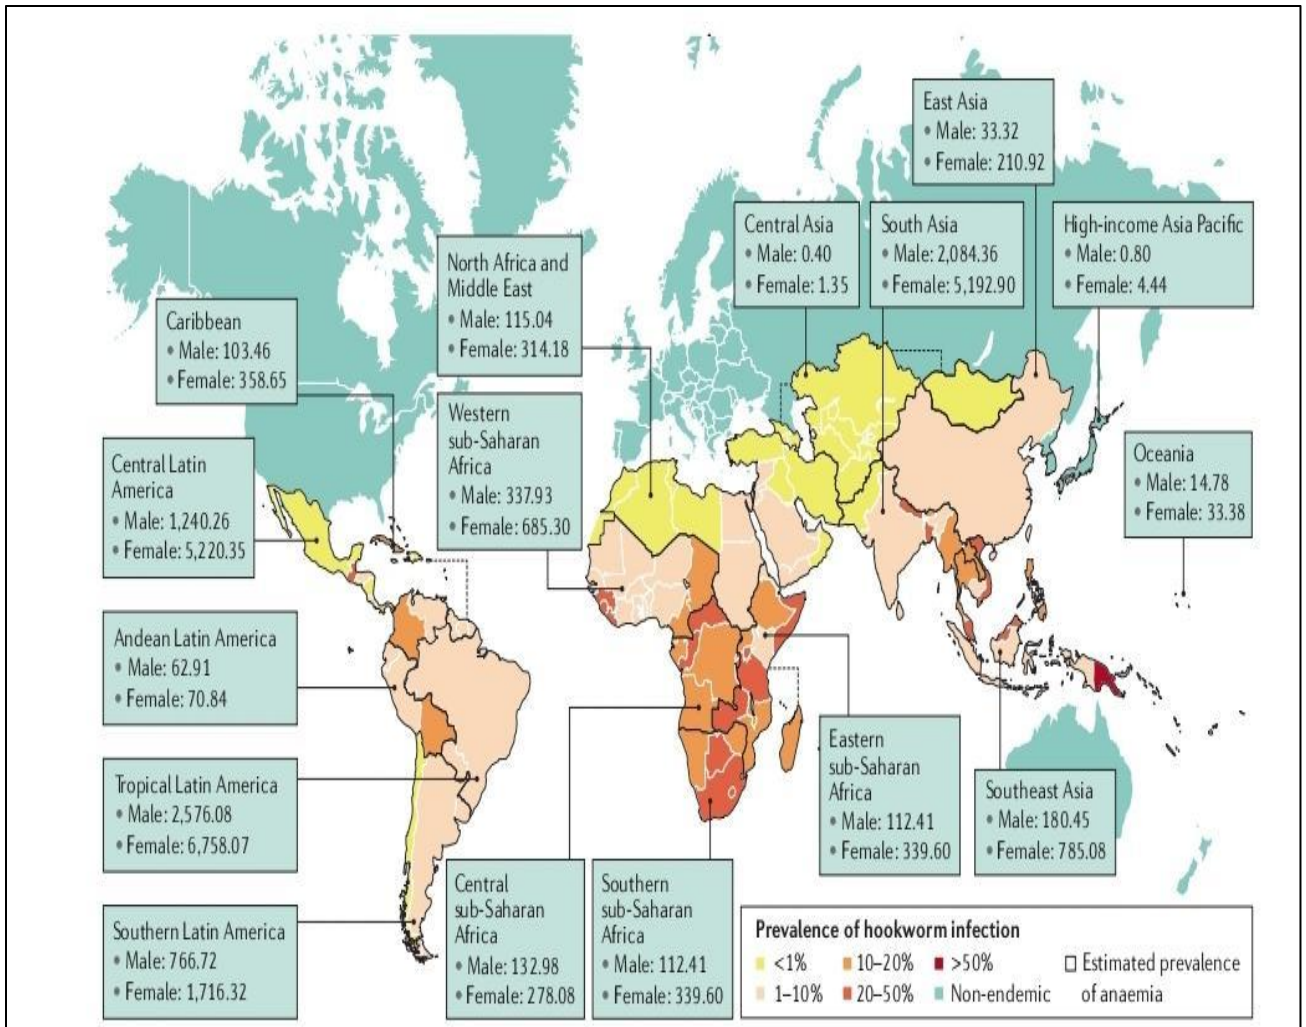 East Asia
• Male: 33.32
• Female: 210.92
Central Asia
• Male: 0.40
• Female: 1.35
South Asia
• Male: 2,084.36
• Female: 5,192.90
High-income Asia Pacific
• Male: 0.80
• Female: 4.44
North Africa and
Middle East
• Male: 115.04
• Female: 314.18
Caribbean
• Male: 103.46
• Female: 358.65
Western
sub-Saharan
Africa
• Male: 337.93
• Female: 685.30
Central Latin
America
• Male: 1,240.26
• Female: 5,220.35
Oceania
• Male: 14.78
• Female: 33.38
Andean Latin America
• Male: 62.91
• Female: 70.84
Tropical Latin America
• Male: 2,576.08
• Female: 6,758.07
Eastern
sub-Saharan
Africa
• Male: 112.41
• Female: 339.60
Southeast Asia
• Male: 180.45
• Female: 785.08
Southern Latin America
• Male: 766.72
• Female: 1,716.32
Central
sub-Saharan
Africa
• Male: 132.98
• Female: 278.08
Southern
sub-Saharan
Africa
• Male: 112.41
• Female: 339.60
Prevalence of hookworm infection
<1% 10–20% >50% Estimated prevalence
1–10% 20–50% Non-endemic of anaemia